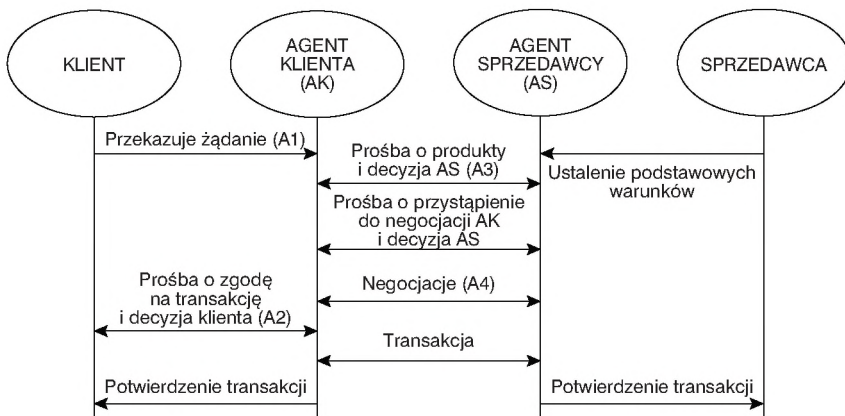 KLIENT
AGENT
KLIENTA
(AK)
AGENT
SPRZEDAWCY
(AS)
SPRZEDAWCA
Przekazuje żądanie (A1)
Prośba o produkty
i decyzja AS (A3)
Ustalenie podstawowych
warunków
Prośba o przystąpienie
do negocjacji AK
i decyzja AS
Prośba o zgodę
na transakcję
i decyzja klienta (A2)
Negocjacje (A4)
Transakcja
Potwierdzenie transakcji
Potwierdzenie transakcji